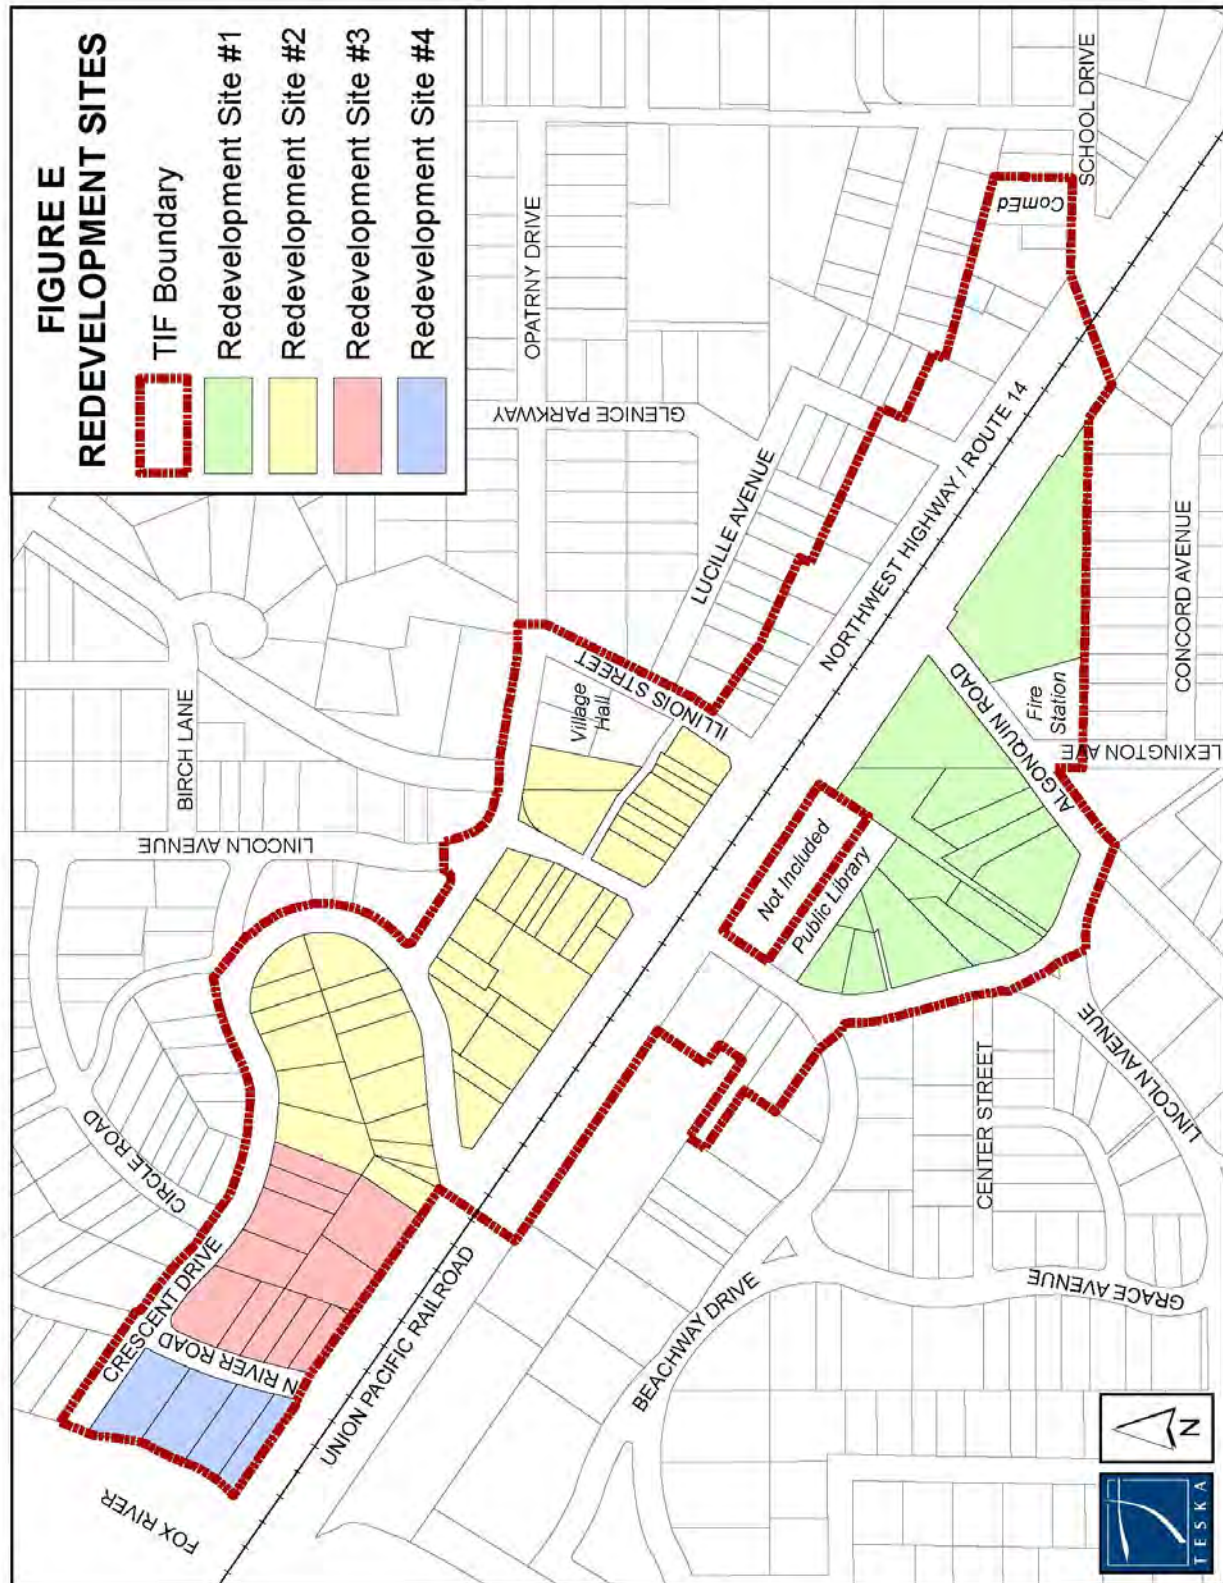 FIGURE E
REDEVELOPMENT SITES
TIF Boundary
Redevelopment Site #1
Redevelopment Site #2
Redevelopment Site #3
Redevelopment Site #4
FOX RIVER
CRESCENT DRIVE
N RIVER ROAD
CIRCLE ROAD
UNION PACIFIC RAILROAD
BEACHWAY DRIVE
LINCOLN AVENUE
BIRCH LANE
OPATRNY DRIVE
GLENICE PARKWAY
Village
Hall
ILLINOIS STREET
LUCILLE AVENUE
NORTHWEST HIGHWAY / ROUTE 14
SCHOOL DRIVE
ComEd
Not Included
Public Library
ALGONQUIN ROAD
Fire
Station
LEXINGTON AVE
CONCORD AVENUE
LINCOLN AVENUE
CENTER STREET
GRACE AVENUE
N
TESKA